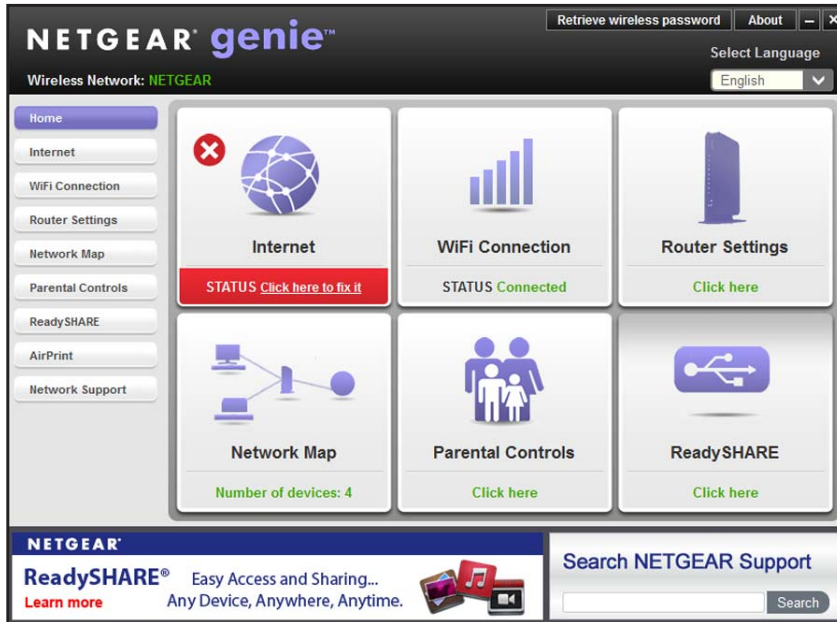 Retrieve wireless password
About
NETGEAR® genie™
Select Language
Wireless Network: NETGEAR
English
Home
Internet
WiFi Connection
Router Settings
Network Map
Parental Controls
ReadySHARE
AirPrint
Network Support
Internet
STATUS Click here to fix it
WiFi Connection
STATUS Connected
Router Settings
Click here
Network Map
Number of devices: 4
Parental Controls
Click here
ReadySHARE
Click here
NETGEAR®
ReadySHARE®
Learn more
Easy Access and Sharing...
Any Device, Anywhere, Anytime.
Search NETGEAR Support
Search